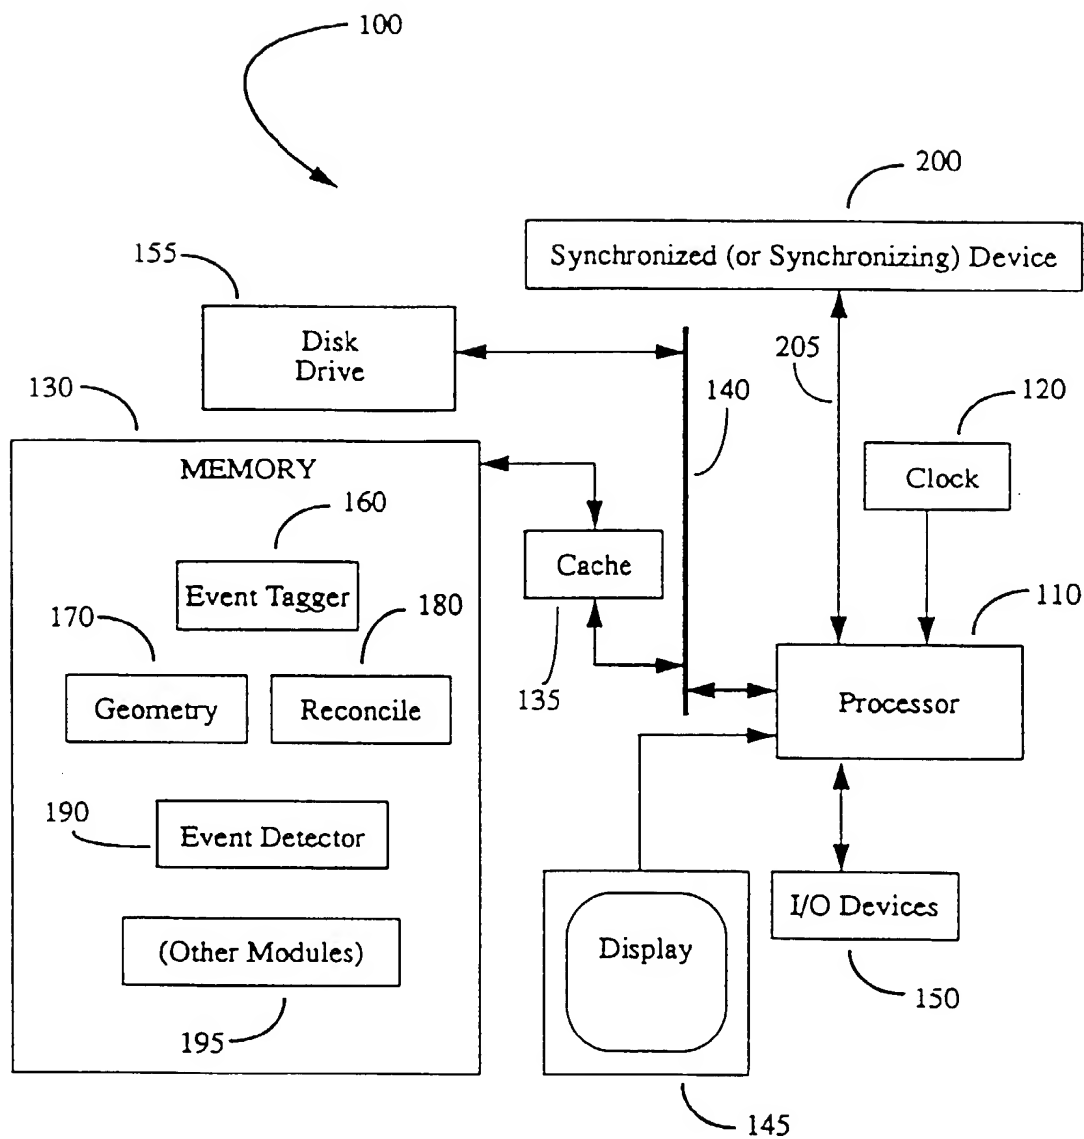 100
200
Synchronized (or Synchronizing) Device
155
Disk
Drive
205
140
120
Clock
130
MEMORY
160
Event Tagger
Cache
135
170
180
Geometry
Reconcile
110
Processor
190
Event Detector
I/O Devices
150
(Other Modules)
195
Display
145